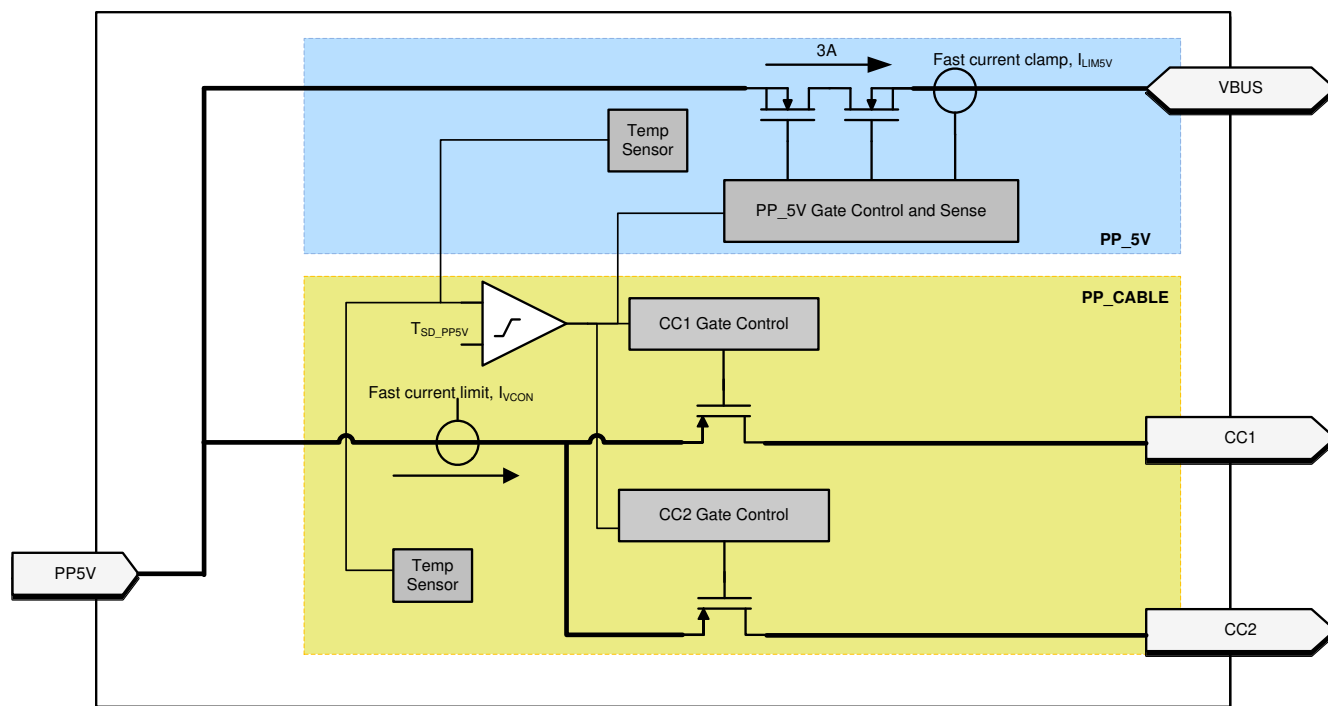 3A
Fast current clamp, ILIM5V
VBUS
Temp
Sensor
PP_5V Gate Control and Sense
PP_5V
PP_CABLE
CC1 Gate Control
TSD_PP5V
Fast current limit, IVCON
CC1
CC2 Gate Control
PP5V
Temp
Sensor
CC2